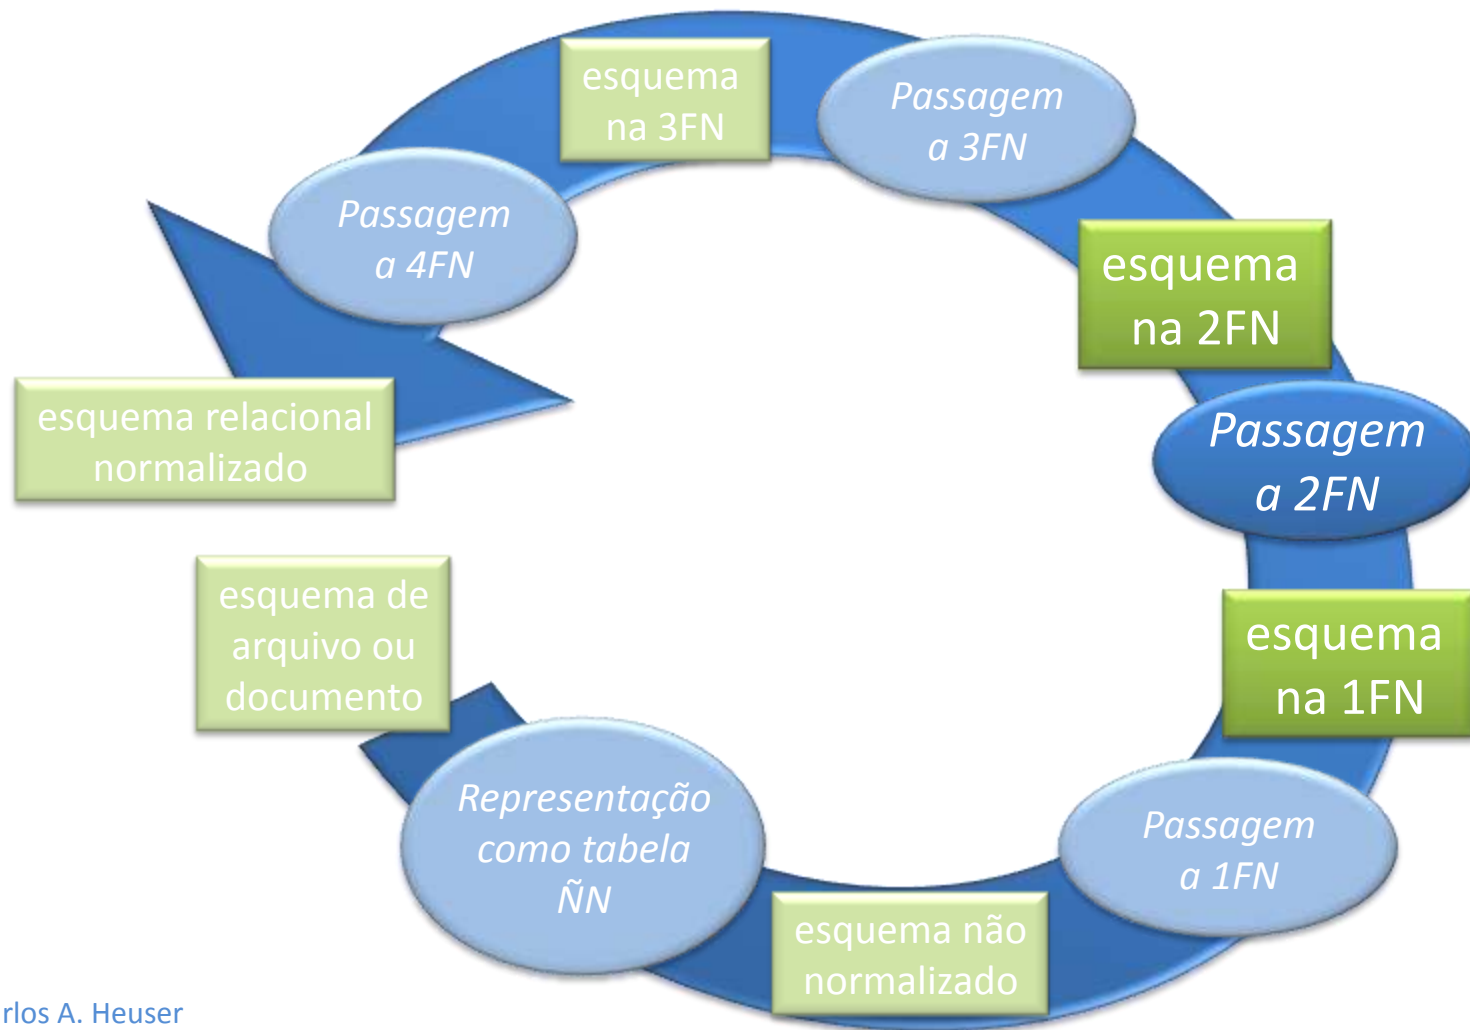 esquema
na 3FN
Passagem
a 3FN
Passagem
a 4FN
esquema
na 2FN
esquema relacional
normalizado
Passagem
a 2FN
esquema de
arquivo ou
documento
esquema
na 1FN
Representação
como tabela
ÑN
Passagem
a 1FN
esquema não
normalizado
rlos A. Heuser